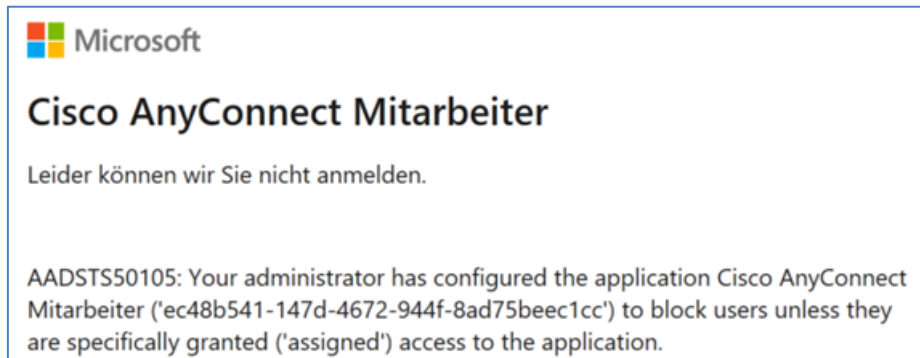 Microsoft
Cisco AnyConnect Mitarbeiter
Leider können wir Sie nicht anmelden.
AADSTS50105: Your administrator has configured the application Cisco AnyConnect
Mitarbeiter ('ec48b541-147d-4672-944f-8ad75beec1cc') to block users unless they
are specifically granted ('assigned') access to the application.